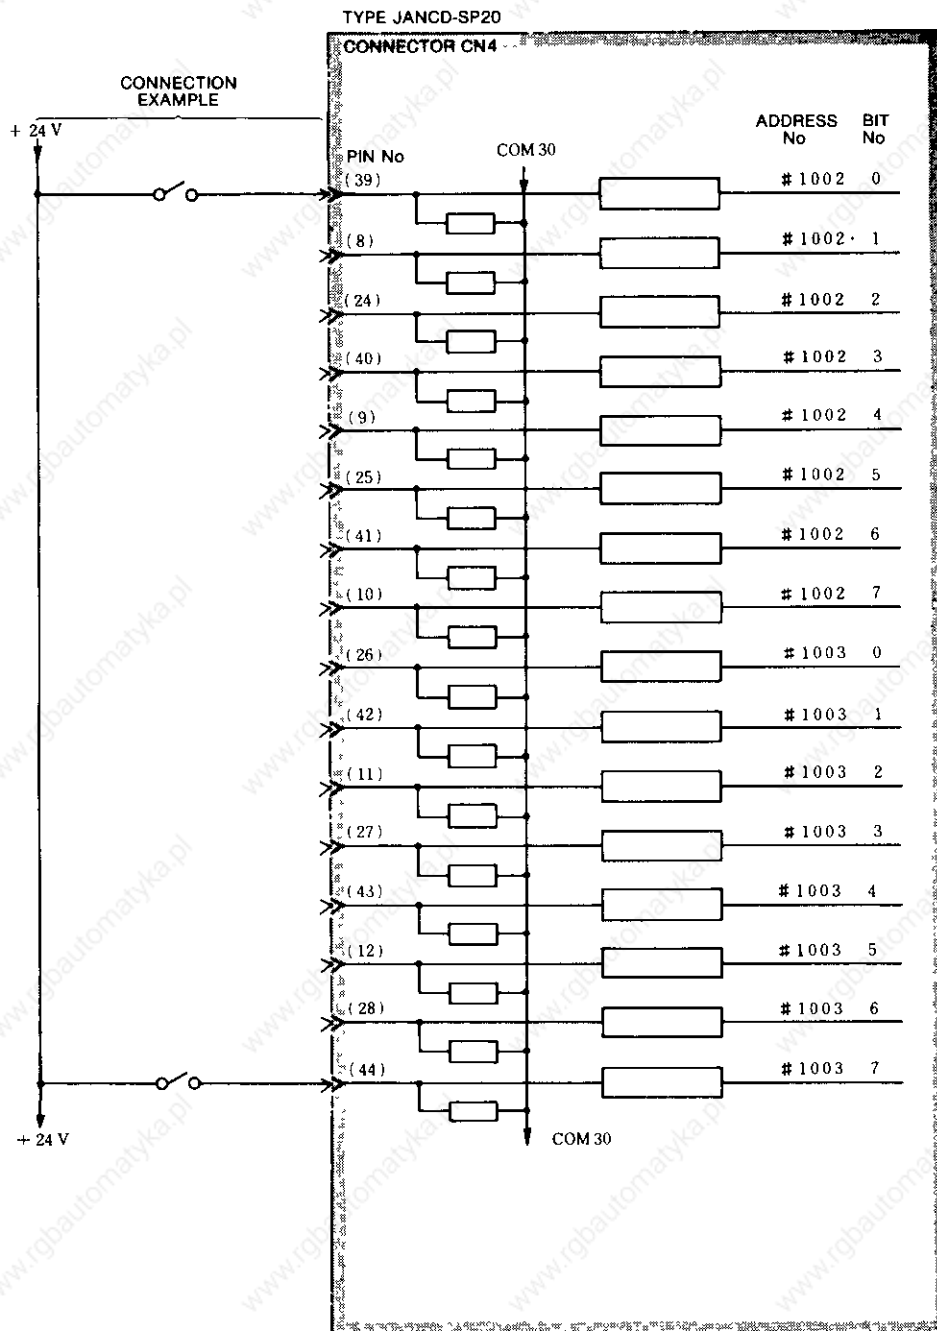 TYPE JANCD-SP20
CONNECTOR CN4
CONNECTION
EXAMPLE
+ 24 V
ADDRESS No BIT No
PIN No
COM 30
(39) # 1002 0
(8) # 1002 1
(24) # 1002 2
(40) # 1002 3
(9) # 1002 4
(25) # 1002 5
(41) # 1002 6
(10) # 1002 7
(26) # 1003 0
(42) # 1003 1
(11) # 1003 2
(27) # 1003 3
(43) # 1003 4
(12) # 1003 5
(28) # 1003 6
(44) # 1003 7
+ 24 V
COM 30
www.rgbautomatyka.pl